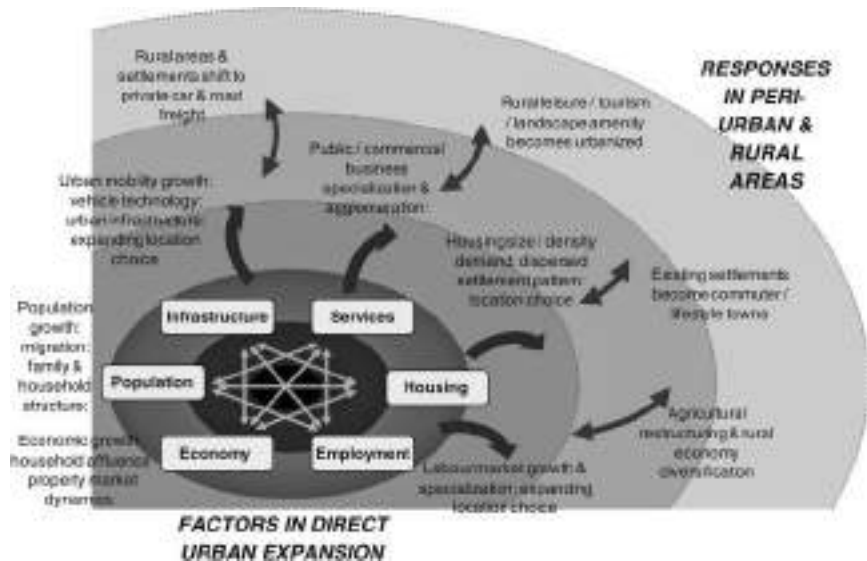 Rural areas &
settlements shift to
private car & road
freight
RESPONSES
IN PERI-
URBAN &
RURAL
AREAS
Rural leisure / tourism
/ landscape amenity
becomes urbanized
Public / commercial
business
specialization &
agglomeration:
Urban mobility growth:
vehicle technology:
urban infrastructure:
expanding location
choice
Housing size / density
demand, dispersed
settlement pattern:
location choice
Existing settlements
become commuter /
lifestyle towns
Population
growth:
migration:
family &
household
structure:
Infrastructure
Services
Population
Housing
Economy
Employment
Economic growth,
household affluence
property market
dynamics
Labour market growth &
specialization: expanding
location choice
Agricultural
restructuring & rural
economy
diversification
FACTORS IN DIRECT
URBAN EXPANSION